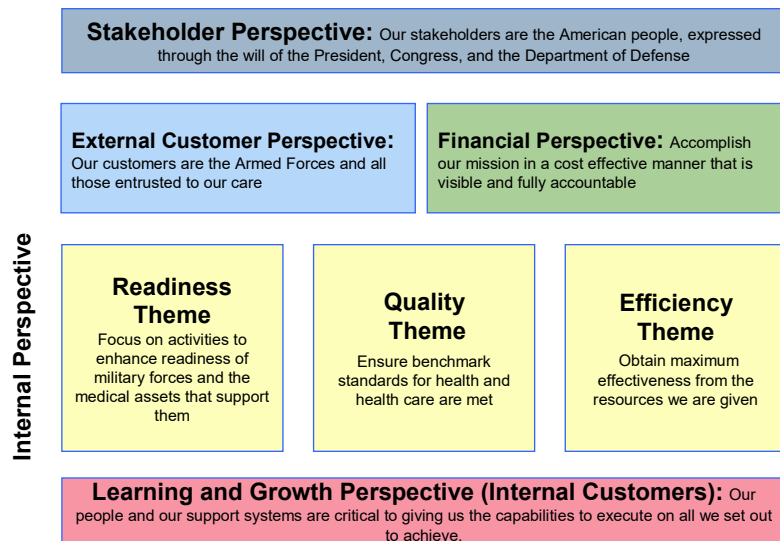 Stakeholder Perspective: Our stakeholders are the American people, expressed
through the will of the President, Congress, and the Department of Defense
External Customer Perspective:
Our customers are the Armed Forces and all
those entrusted to our care
Financial Perspective: Accomplish
our mission in a cost effective manner that is
visible and fully accountable
Internal Perspective
Readiness
Theme
Focus on activities to
enhance readiness of
military forces and the
medical assets that support
them
Quality
Theme
Ensure benchmark
standards for health and
health care are met
Efficiency
Theme
Obtain maximum
effectiveness from the
resources we are given
Learning and Growth Perspective (Internal Customers): Our
people and our support systems are critical to giving us the capabilities to execute on all we set out
to achieve.